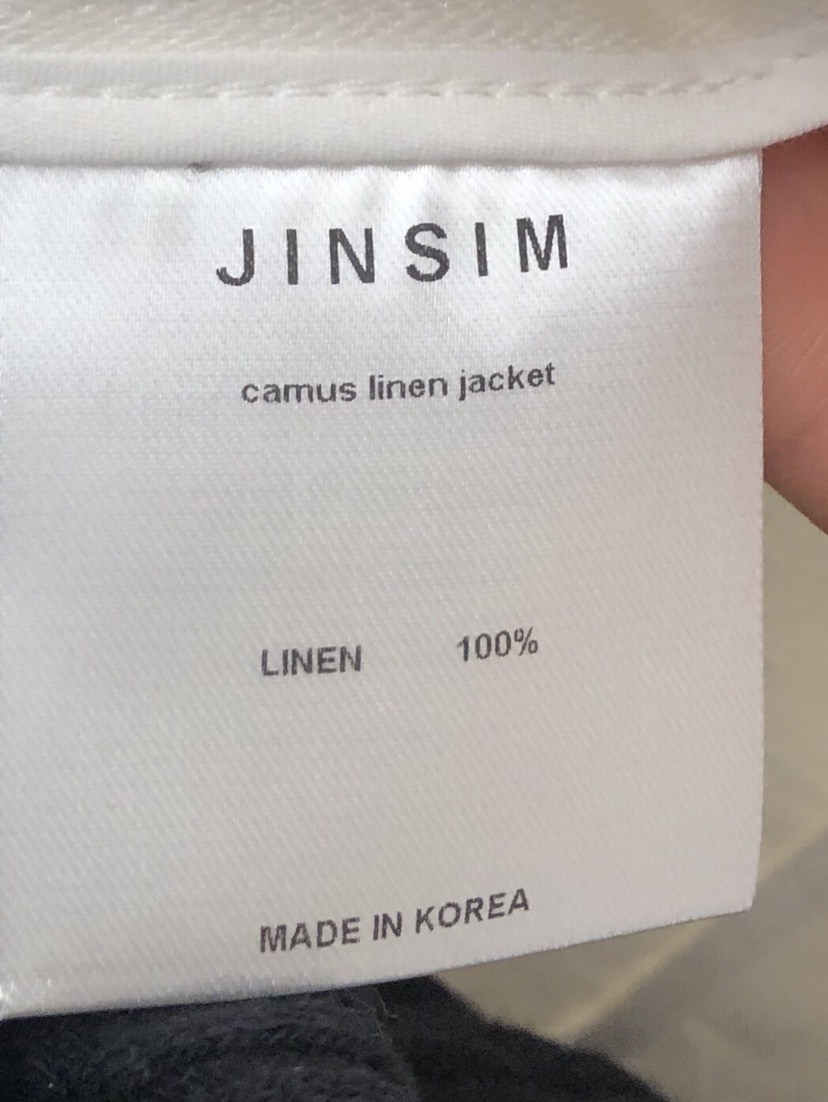 JINSIM
camus linen jacket
LINEN 100%
MADE IN KOREA